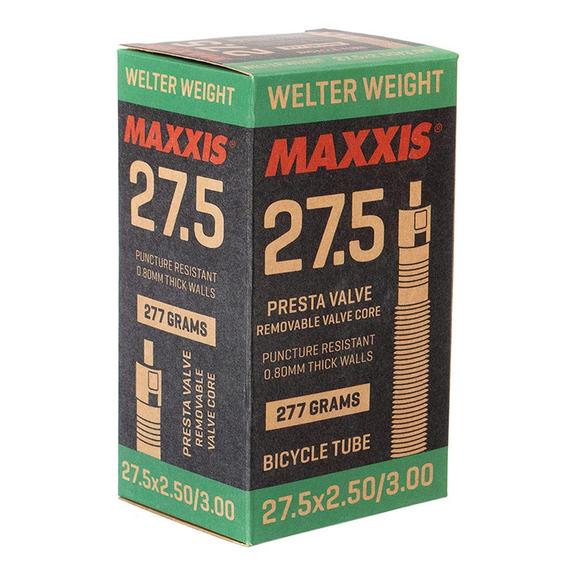 BICYCLE TUBE
WELTER WEIGHT
MAXXIS®
27.5
PUNCTURE RESISTANT
0.80MM THICK WALLS
277 GRAMS
PRESTA VALVE
REMOVABLE
VALVE CORE
27.5x2.50/3.00
WELTER WEIGHT
MAXXIS®
27.5
PRESTA VALVE
REMOVABLE VALVE CORE
PUNCTURE RESISTANT
0.80MM THICK WALLS
277 GRAMS
BICYCLE TUBE
27.5x2.50/3.00